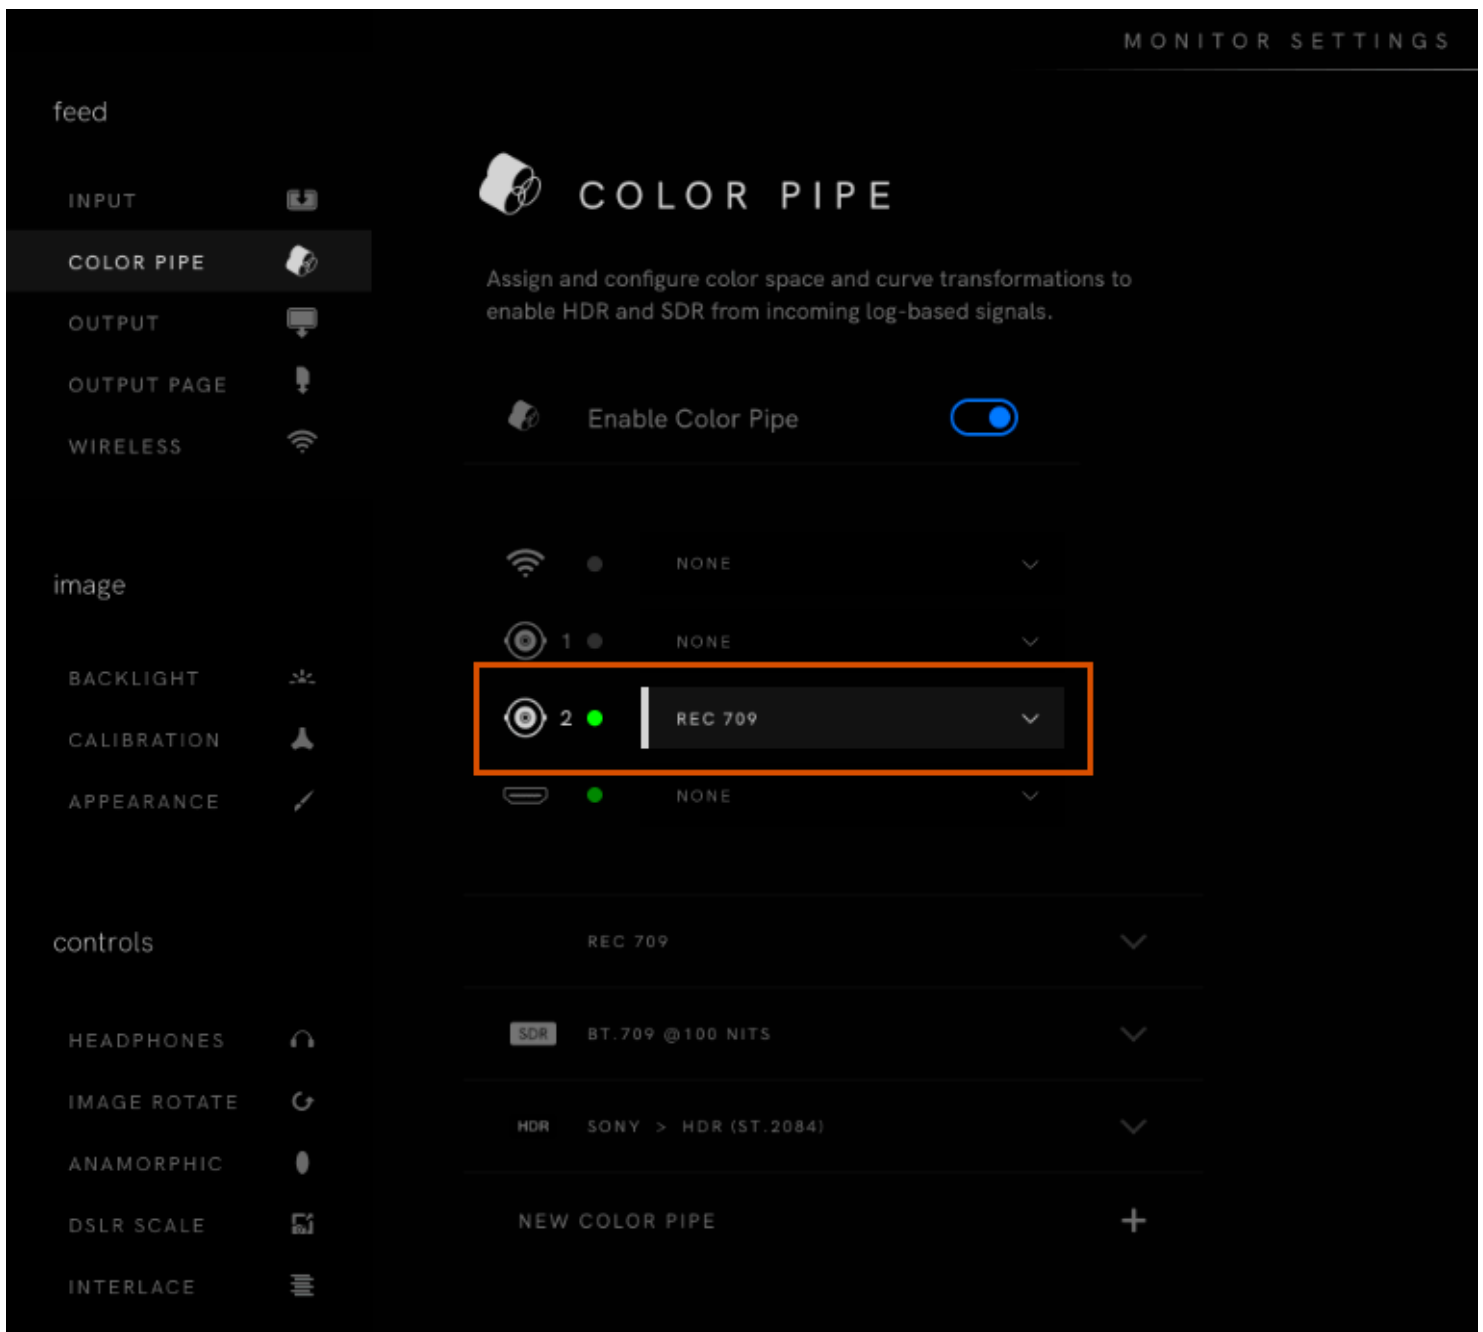 MONITOR SETTINGS
feed
INPUT
COLOR PIPE
OUTPUT
OUTPUT PAGE
WIRELESS
image
BACKLIGHT
CALIBRATION
APPEARANCE
controls
HEADPHONES
IMAGE ROTATE
ANAMORPHIC
DSLR SCALE
INTERLACE
COLOR PIPE
Assign and configure color space and curve transformations to
enable HDR and SDR from incoming log-based signals.
Enable Color Pipe
NONE
1 NONE
2 REC 709
NONE
REC 709
SDR BT.709 @100 NITS
HDR SONY > HDR (ST.2084)
NEW COLOR PIPE +